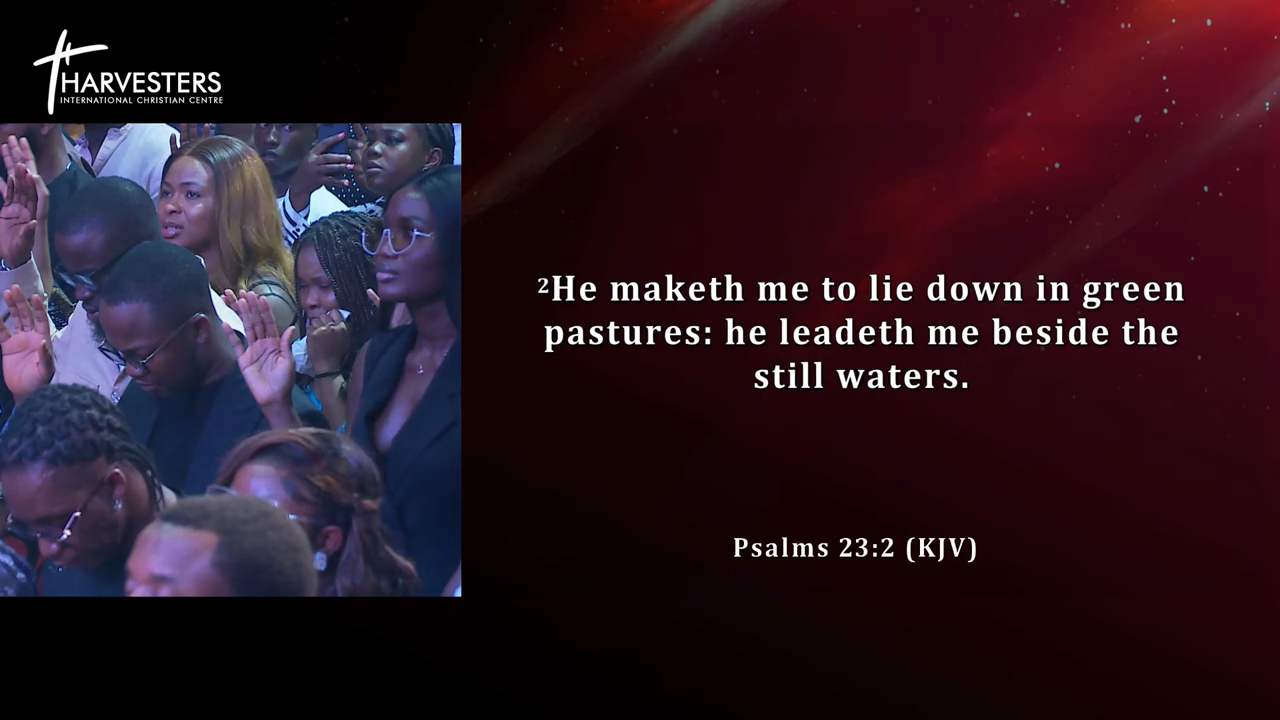 HARVESTERS
INTERNATIONAL CHRISTIAN CENTRE
²He maketh me to lie down in green
pastures: he leadeth me beside the
still waters.
Psalms 23:2 (KJV)